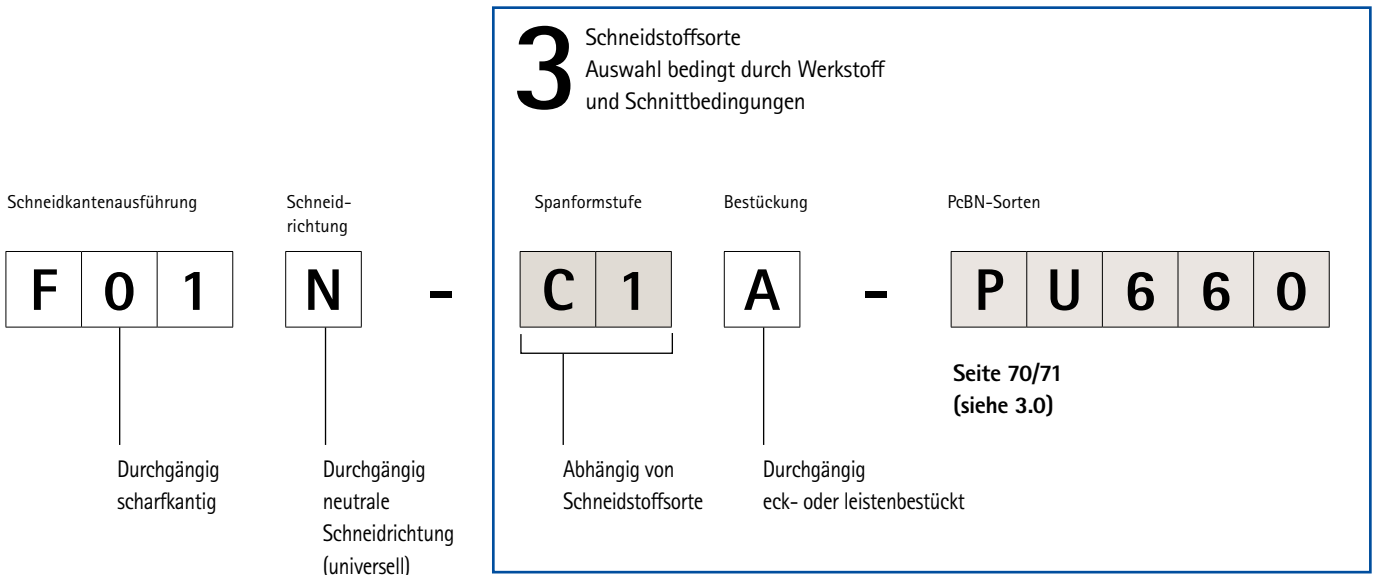 3
Schneidstoffsorte
Auswahl bedingt durch Werkstoff
und Schnittbedingungen
Schneidkantenausführung
Schneid-
richtung
Spanformstufe
Bestückung
PcBN-Sorten
F 0 1 N - C 1 A - P U 6 6 0
Seite 70/71
(siehe 3.0)
Durchgängig
scharfkantig
Durchgängig
neutrale
Schneidrichtung
(universell)
Abhängig von
Schneidstoffsorte
Durchgängig
eck- oder leistenbestückt